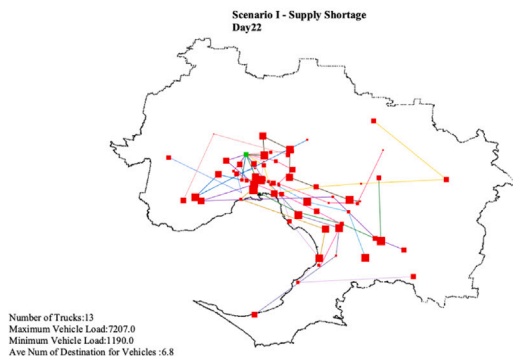 Scenario I - Supply Shortage
Day22
Number of Trucks:13
Maximum Vehicle Load:7207.0
Minimum Vehicle Load:1190.0
Ave Num of Destination for Vehicles :6.8